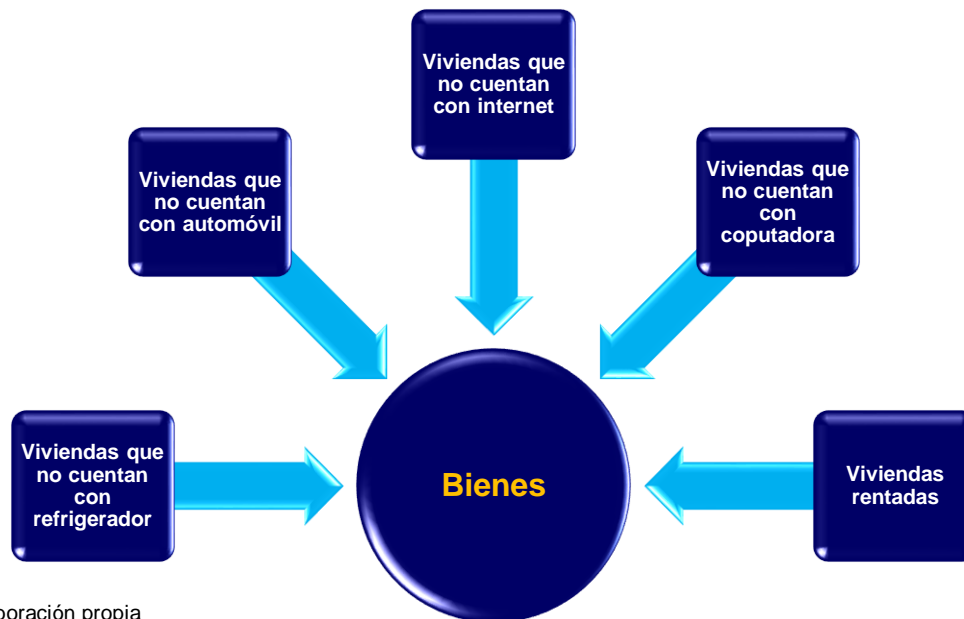 Viviendas que
no cuentan
con internet
Viviendas que
no cuentan
con automóvil
Viviendas que
no cuentan
con
coputadora
Viviendas que
no cuentan
con
refrigerador
Bienes
Viviendas
rentadas
propia